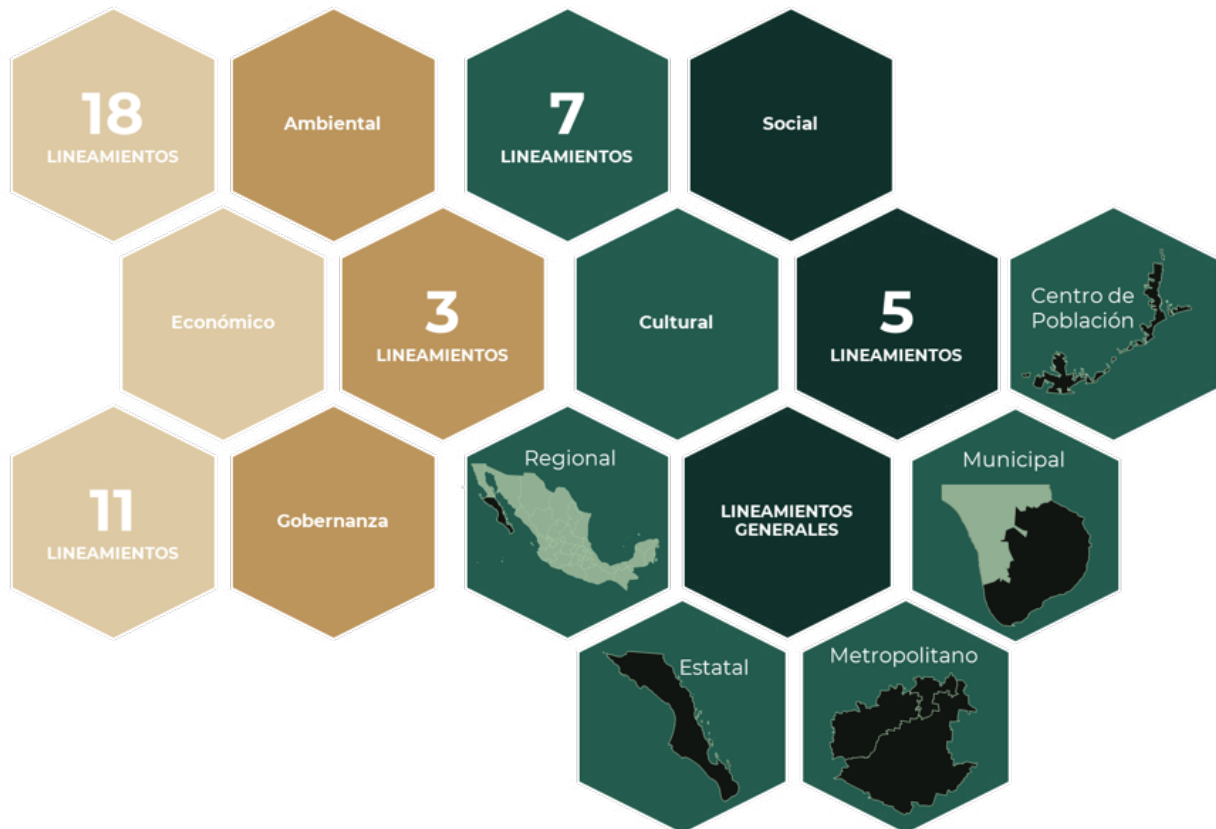 18
LINEAMIENTOS
Ambiental
7
LINEAMIENTOS
Social
Económico
3
LINEAMIENTOS
Cultural
5
LINEAMIENTOS
Centro de
Población
11
LINEAMIENTOS
Gobernanza
Regional
LINEAMIENTOS
GENERALES
Municipal
Estatal
Metropolitano